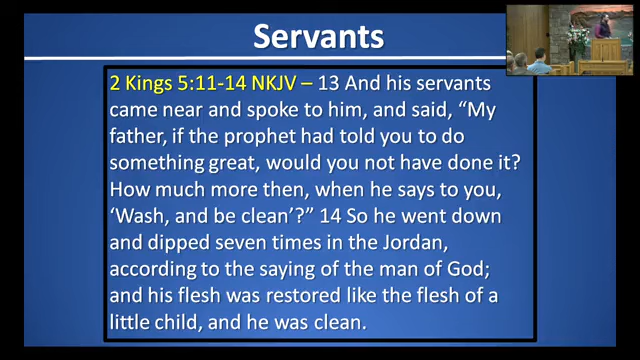 Servants
2 Kings 5:11-14 NKJV – 13 And his servants
came near and spoke to him, and said, “My
father, if the prophet had told you to do
something great, would you not have done it?
How much more then, when he says to you,
‘Wash, and be clean’?” 14 So he went down
and dipped seven times in the Jordan,
according to the saying of the man of God;
and his flesh was restored like the flesh of a
little child, and he was clean.